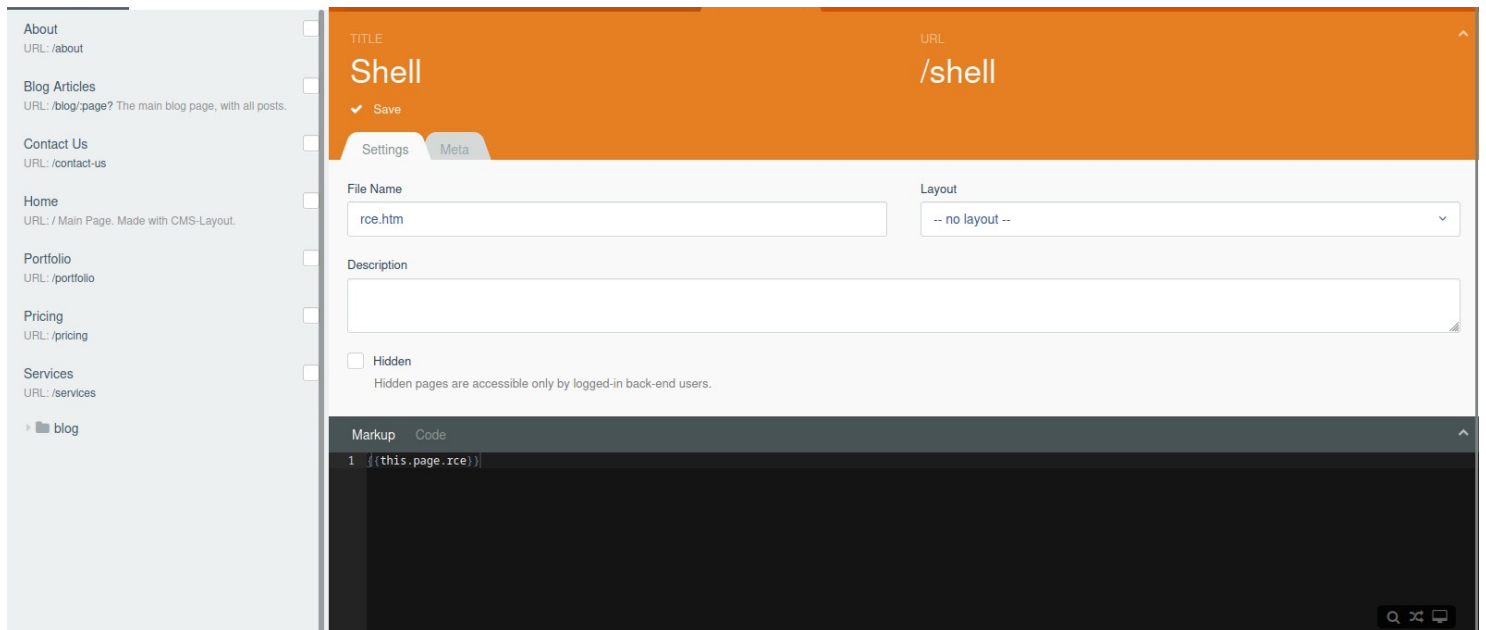 About
URL: /about
Blog Articles
URL: /blog/:page? The main blog page, with all posts.
Contact Us
URL: /contact-us
Home
URL: / Main Page. Made with CMS-Layout.
Portfolio
URL: /portfolio
Pricing
URL: /pricing
Services
URL: /services
blog
TITLE
Shell
URL
/shell
Save
Settings Meta
File Name
rce.htm
Layout
-- no layout --
Description
Hidden
Hidden pages are accessible only by logged-in back-end users.
Markup Code
1 {{this.page.rce}}